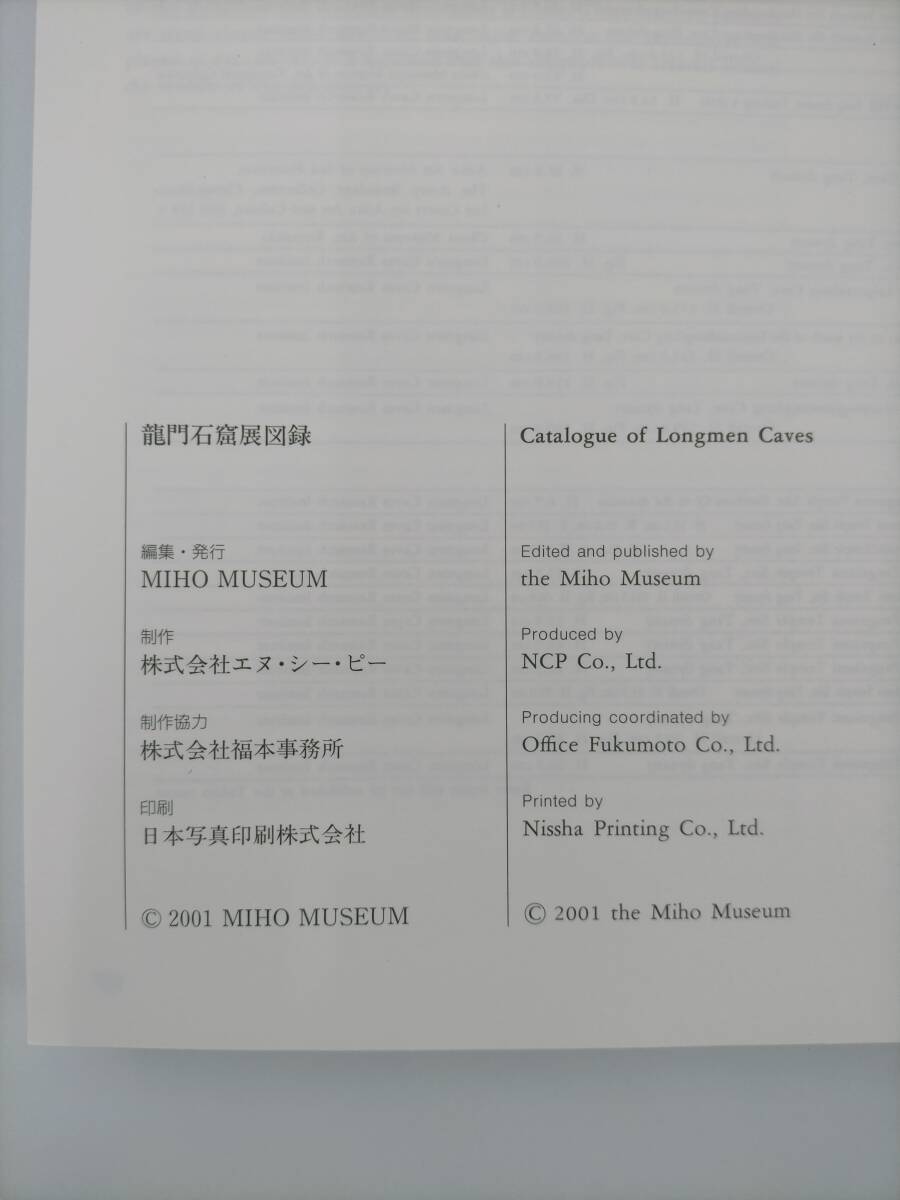 龍門石窟展図録
編集・発行
MIHO MUSEUM
制作
株式会社エヌ・シー・ピー
制作協力
株式会社福本事務所
印刷
日本写真印刷株式会社
© 2001 MIHO MUSEUM
Catalogue of Longmen Caves
Edited and published by
the Miho Museum
Produced by
NCP Co., Ltd.
Producing coordinated by
Office Fukumoto Co., Ltd.
Printed by
Nissha Printing Co., Ltd.
© 2001 the Miho Museum